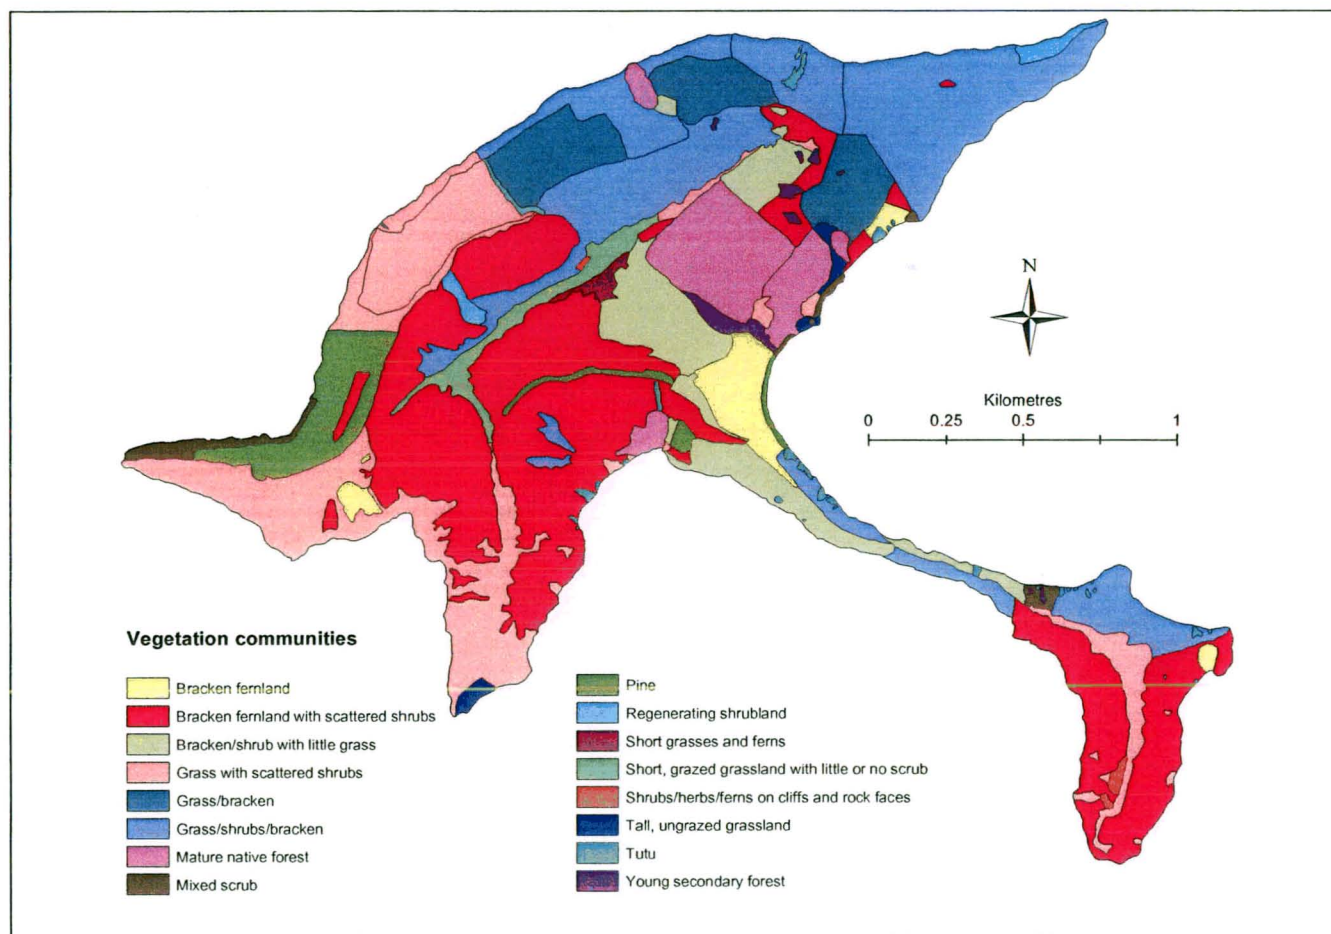 N
Kilometres
0 0.25 0.5 1
Vegetation communities
Bracken fernland
Bracken fernland with scattered shrubs
Bracken/shrub with little grass
Grass with scattered shrubs
Grass/bracken
Grass/shrubs/bracken
Mature native forest
Mixed scrub
Pine
Regenerating shrubland
Short grasses and ferns
Short, grazed grassland with little or no scrub
Shrubs/herbs/ferns on cliffs and rock faces
Tall, ungrazed grassland
Tutu
Young secondary forest